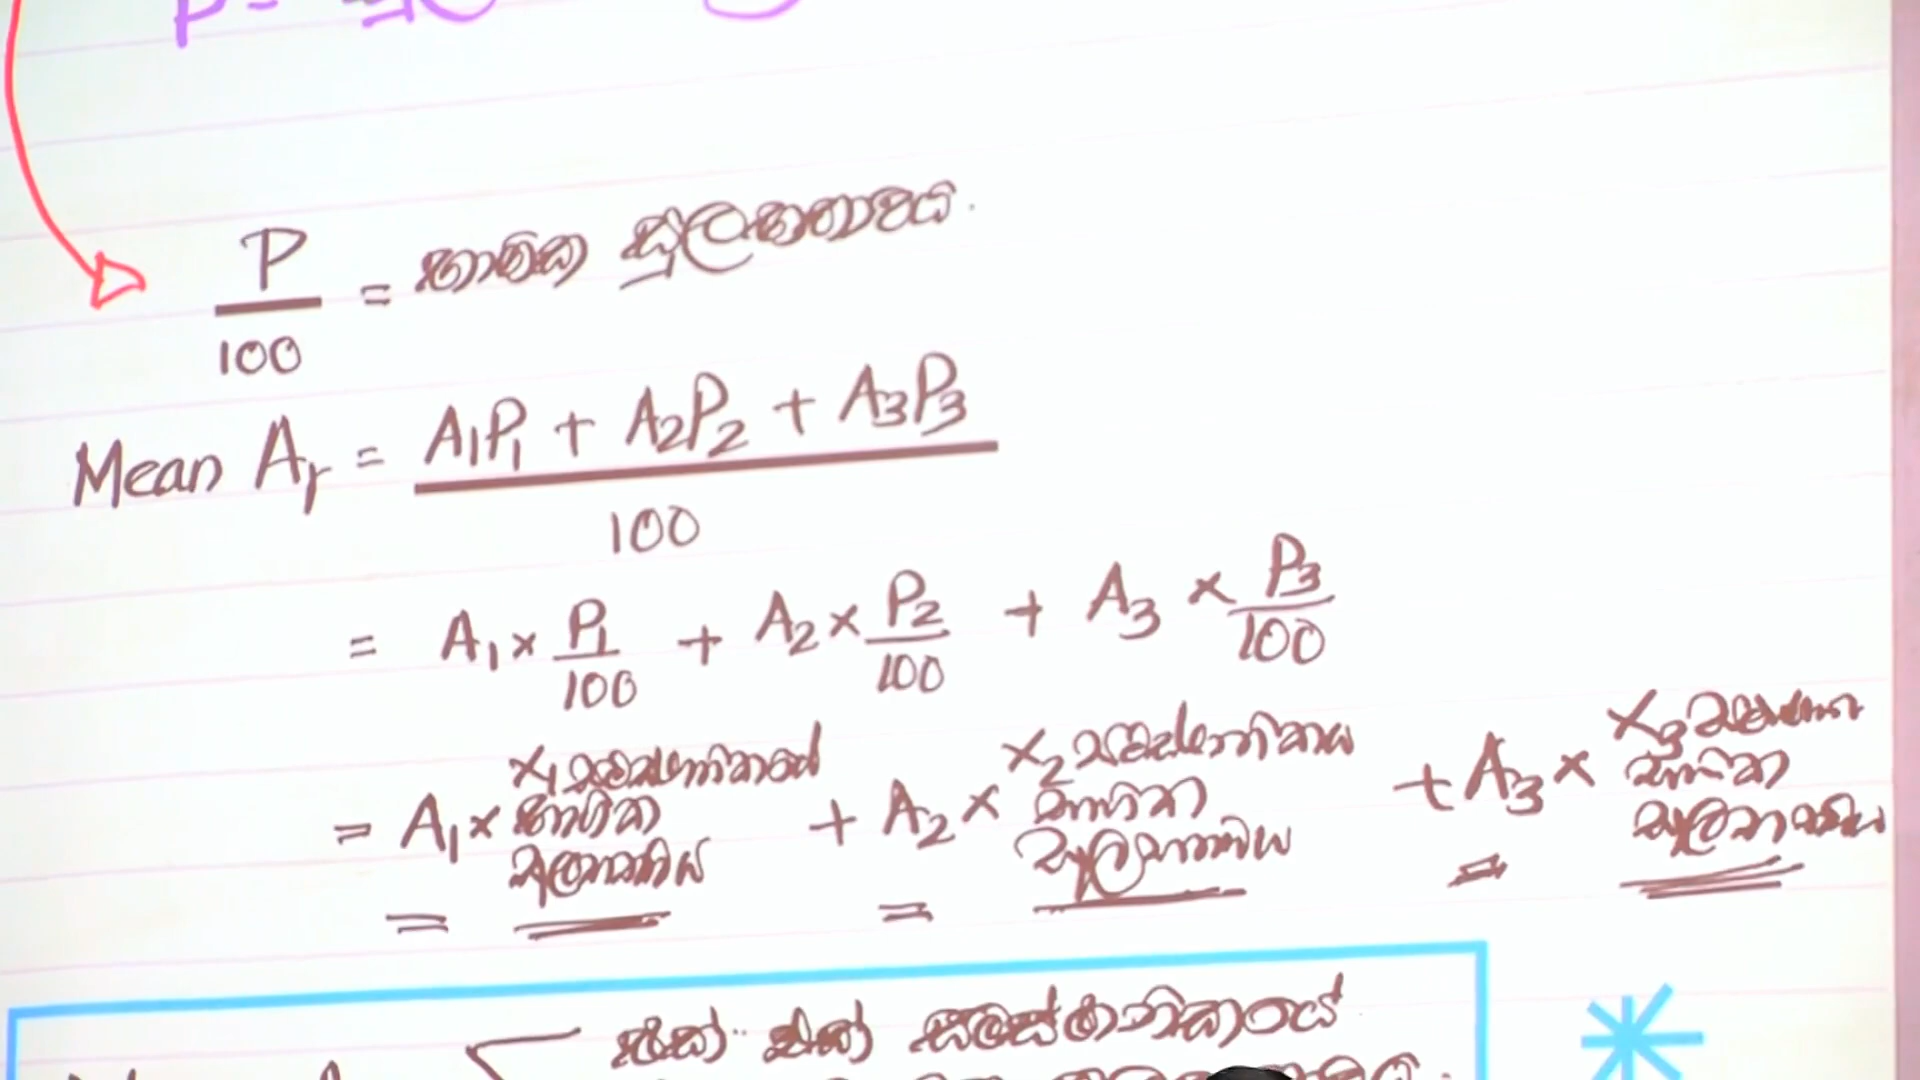 P/100 = භාගික සුලභතාවය.
Mean Ar = (A1P1 + A2P2 + A3P3)/100
= A1 × P1/100 + A2 × P2/100 + A3 × P3/100
= A1 × X1 සමස්ථානිකයේ භාගික සුලභතාවය + A2 × X2 සමස්ථානිකය භාගික සුලභතාවය + A3 × X3 භාගික සුලභතාවය
එක් එක් සමස්ථානිකයේ